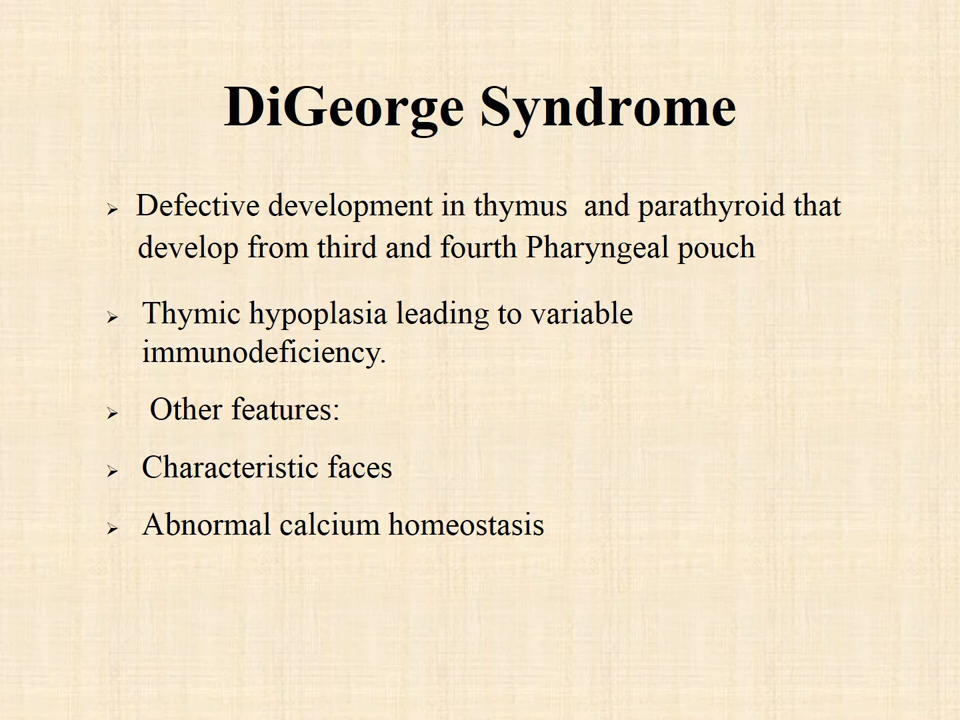 DiGeorge Syndrome
➢ Defective development in thymus and parathyroid that
develop from third and fourth Pharyngeal pouch
➢ Thymic hypoplasia leading to variable
immunodeficiency.
➢ Other features:
➢ Characteristic faces
➢ Abnormal calcium homeostasis